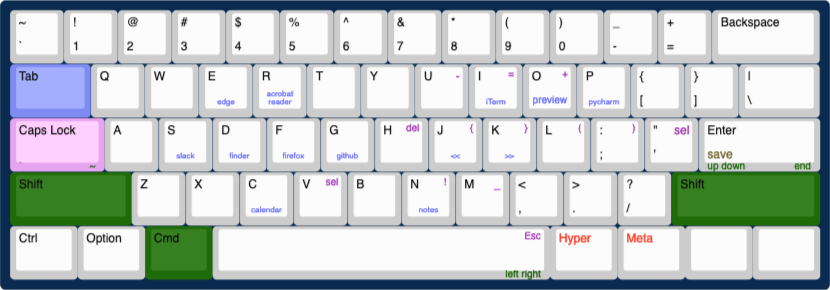 ~ ! @ # $ % ^ & * ( ) _ + Backspace
` 1 2 3 4 5 6 7 8 9 0 - =
Tab Q W E R T Y U - I = O + P { } |
edge acrobat reader iTerm preview pycharm [ ] \
Caps Lock A S D F G H del J { K } L ( : ) " sel Enter
` ~ slack finder firefox github << >> ; ' save
up down end
Shift Z X C V sel B N ! M _ < > ? Shift
calendar notes , . /
Ctrl Option Cmd Esc Hyper Meta
left right